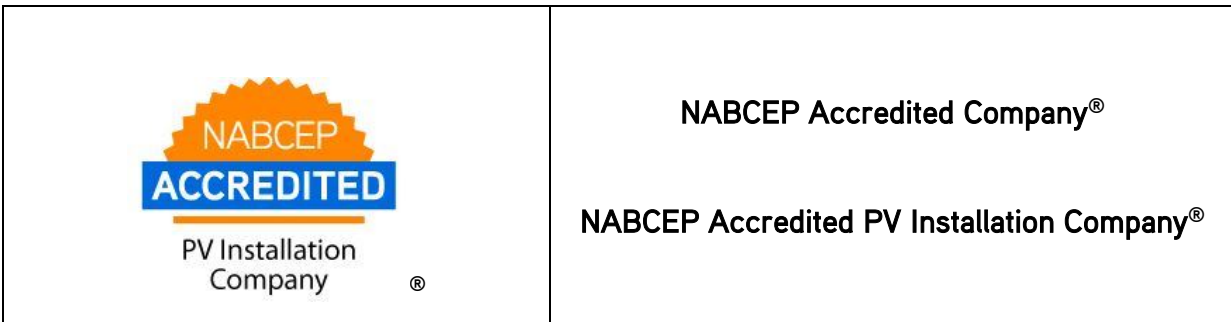 NABCEP
ACCREDITED
PV Installation
Company ®
NABCEP Accredited Company®
NABCEP Accredited PV Installation Company®